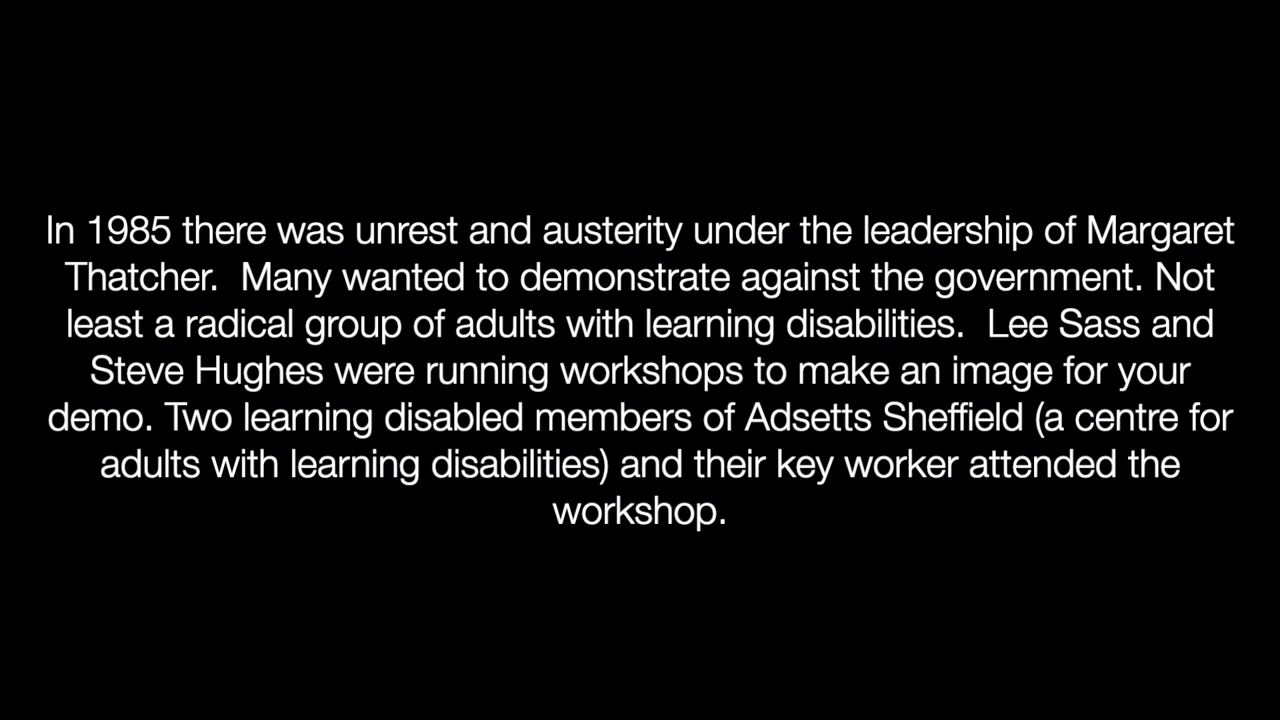 In 1985 there was unrest and austerity under the leadership of Margaret
Thatcher.  Many wanted to demonstrate against the government. Not
least a radical group of adults with learning disabilities.  Lee Sass and
Steve Hughes were running workshops to make an image for your
demo. Two learning disabled members of Adsetts Sheffield (a centre for
adults with learning disabilities) and their key worker attended the
workshop.